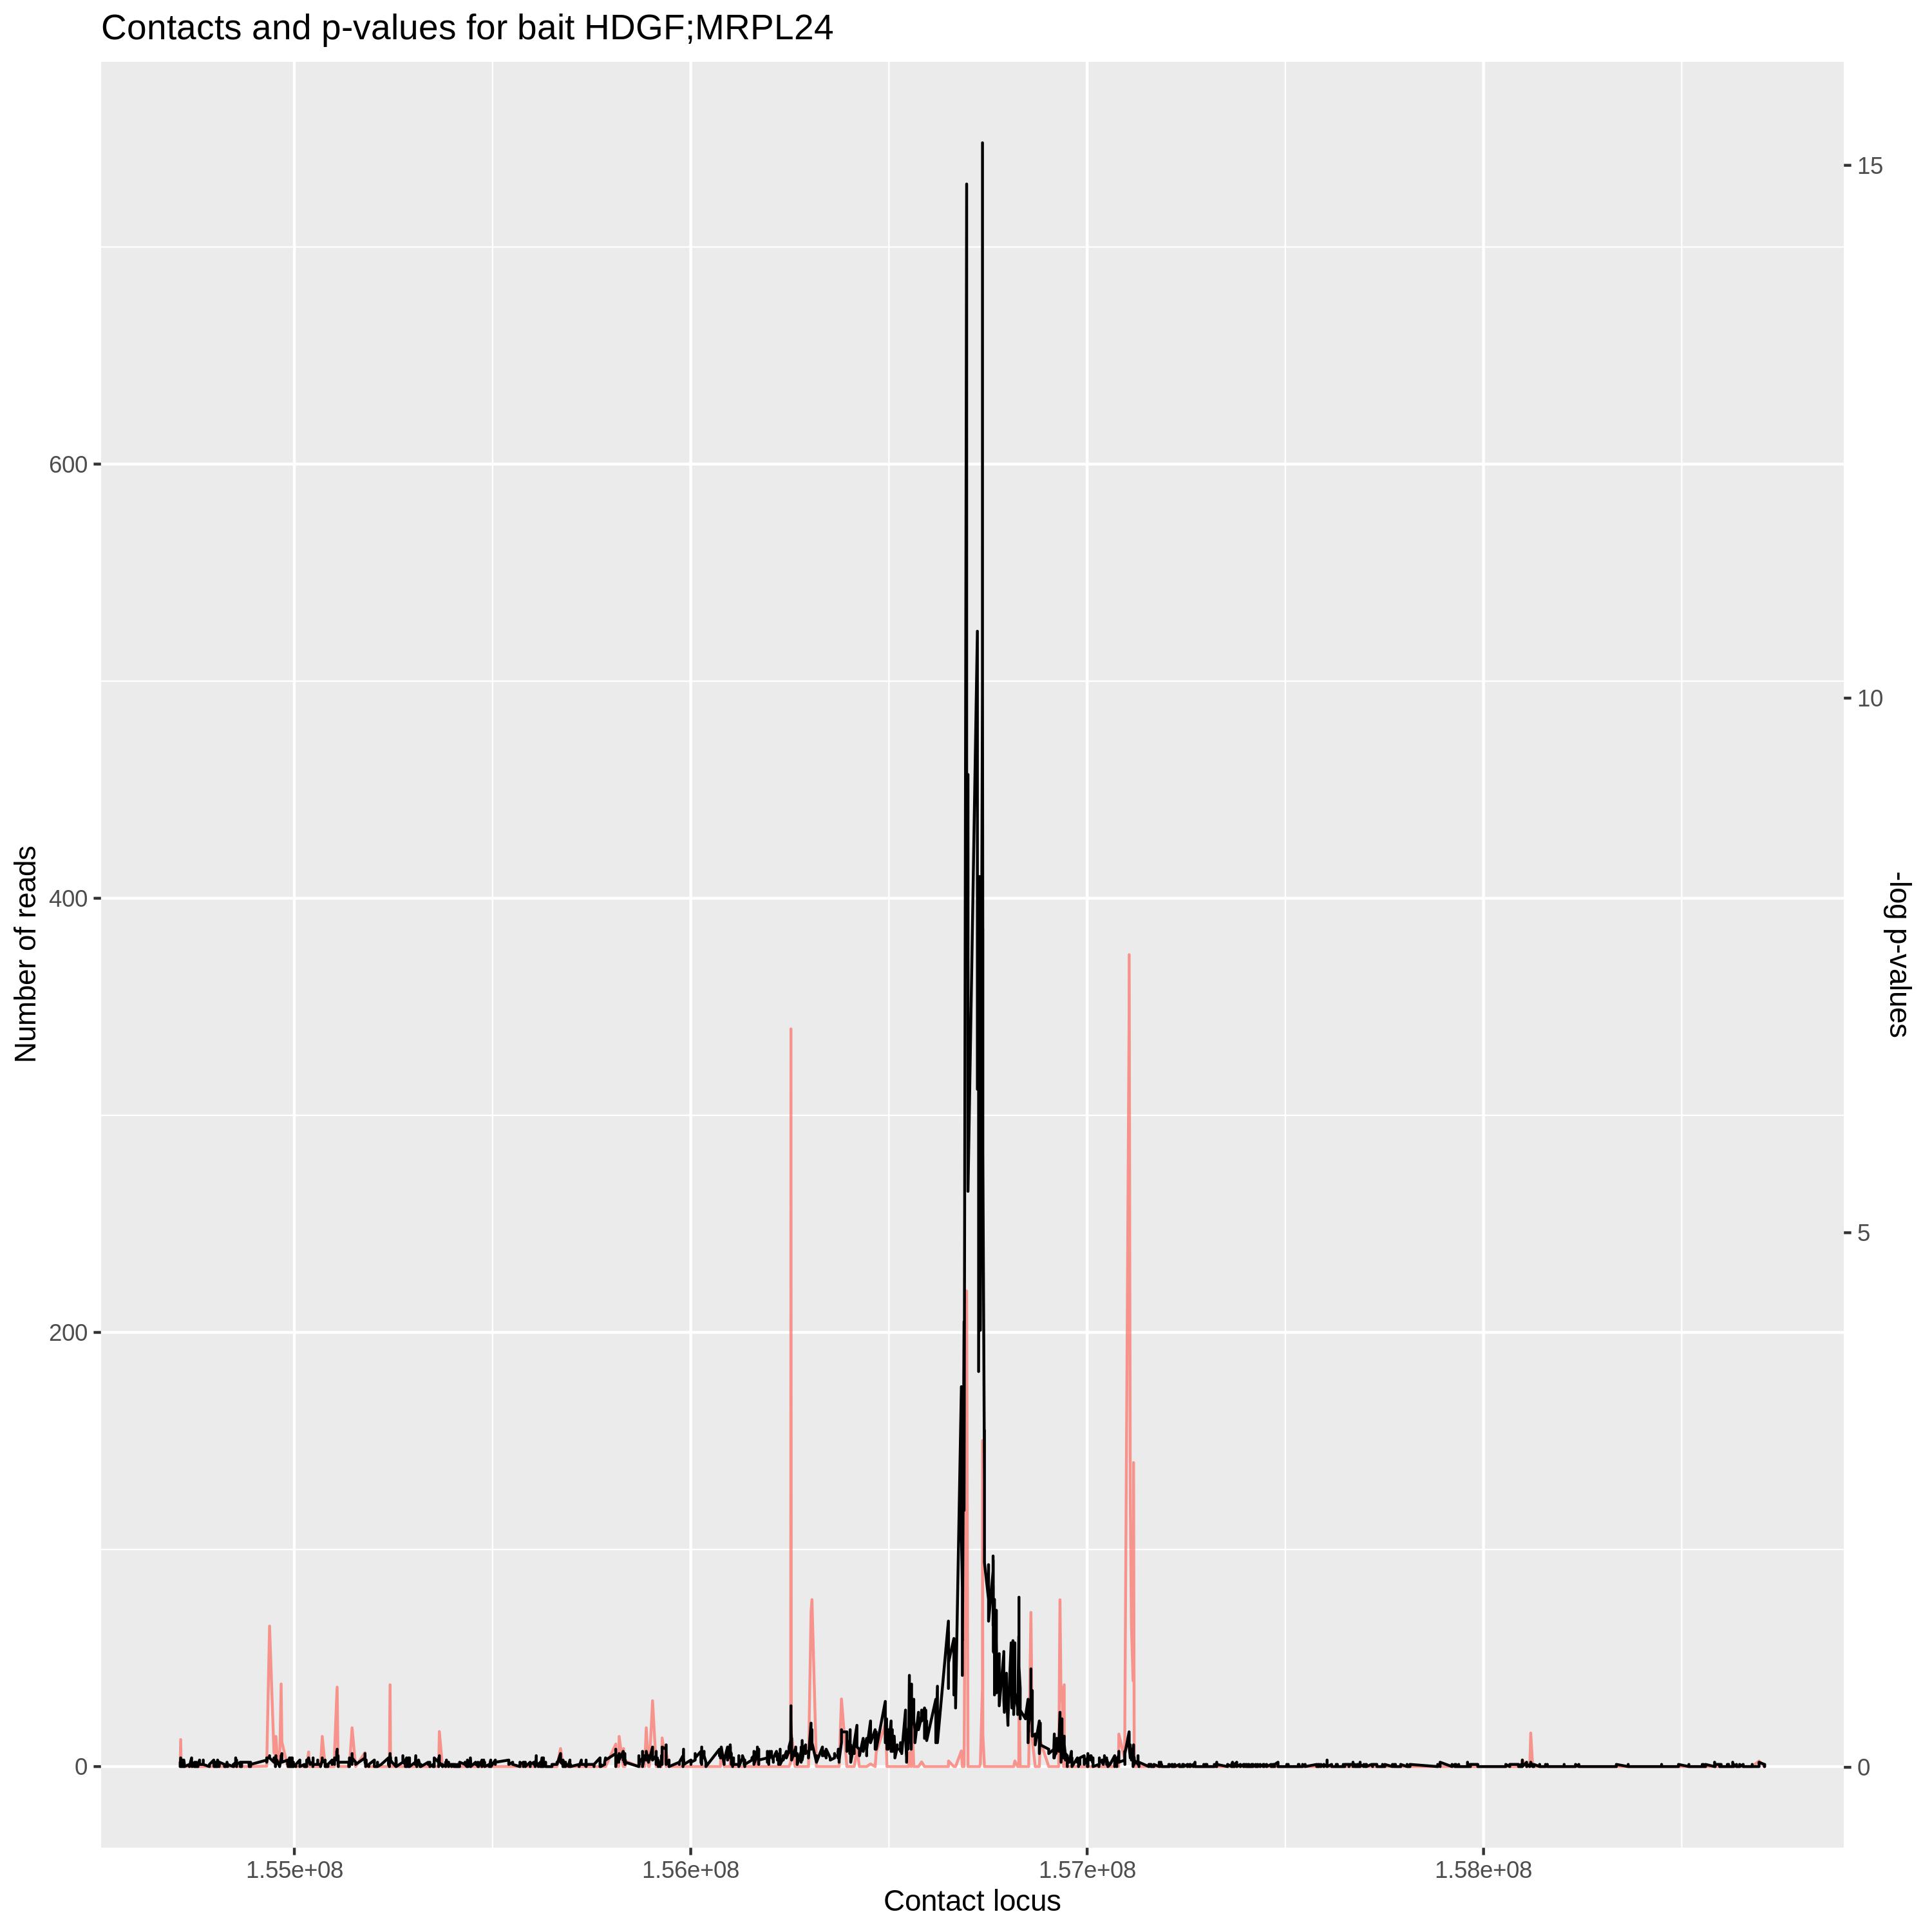 Contacts and p-values for bait HDGF;MRPL24
Number of reads
600
400
200
0
15
10
5
0
-log p-values
1.55e+08
1.56e+08
1.57e+08
1.58e+08
Contact locus